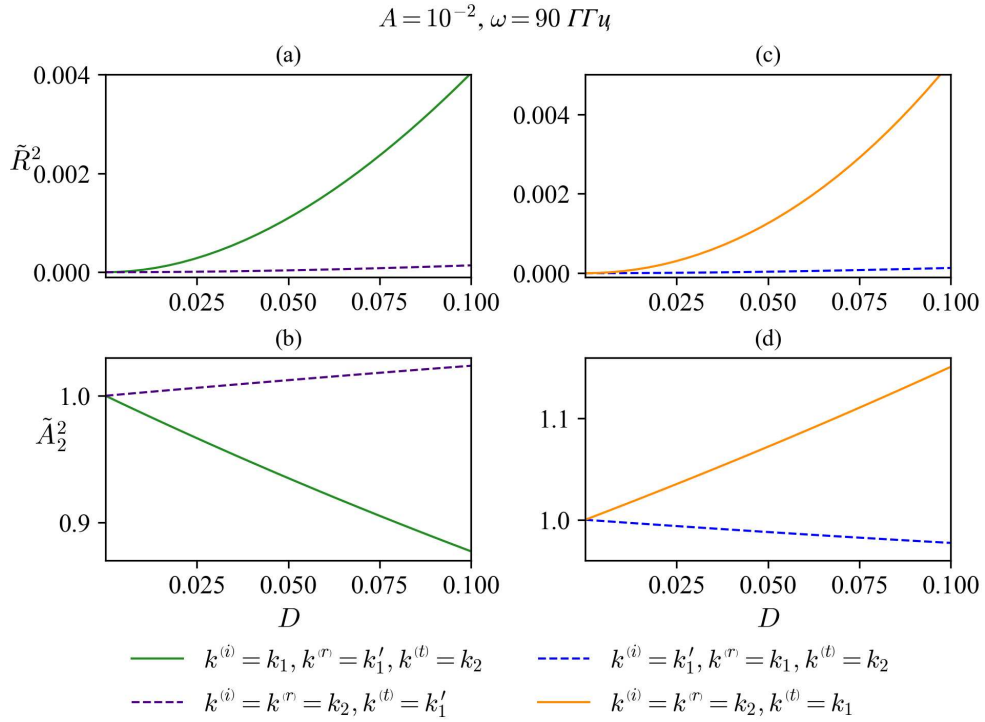 A = 10⁻², ω = 90 ГГц
(a)
(c)
0.004
0.002
0.000
R̃²
0.004
0.002
0.000
0.025 0.050 0.075 0.100
0.025 0.050 0.075 0.100
(b)
(d)
1.0
0.9
Ã₂²
1.1
1.0
0.025 0.050 0.075 0.100
0.025 0.050 0.075 0.100
D
D
k⁽ⁱ⁾ = k₁, k⁽ʳ⁾ = k₁′, k⁽ᵗ⁾ = k₂
k⁽ⁱ⁾ = k⁽ʳ⁾ = k₂, k⁽ᵗ⁾ = k₁′
k⁽ⁱ⁾ = k₁′, k⁽ʳ⁾ = k₁, k⁽ᵗ⁾ = k₂
k⁽ⁱ⁾ = k⁽ʳ⁾ = k₂, k⁽ᵗ⁾ = k₁